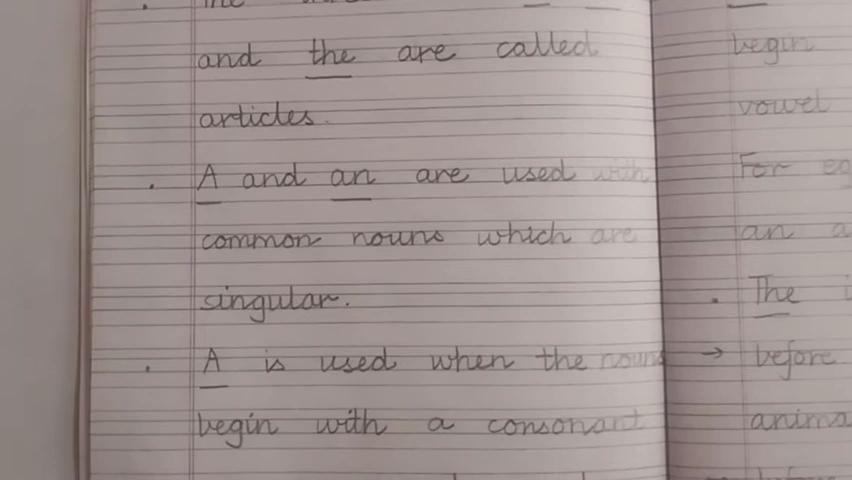 and the are called
articles.
A and an are used with
common nouns which are
singular.
A is used when the nouns
begin with a consonant
begin
vowel
For eg
an a
The
→ before
anima